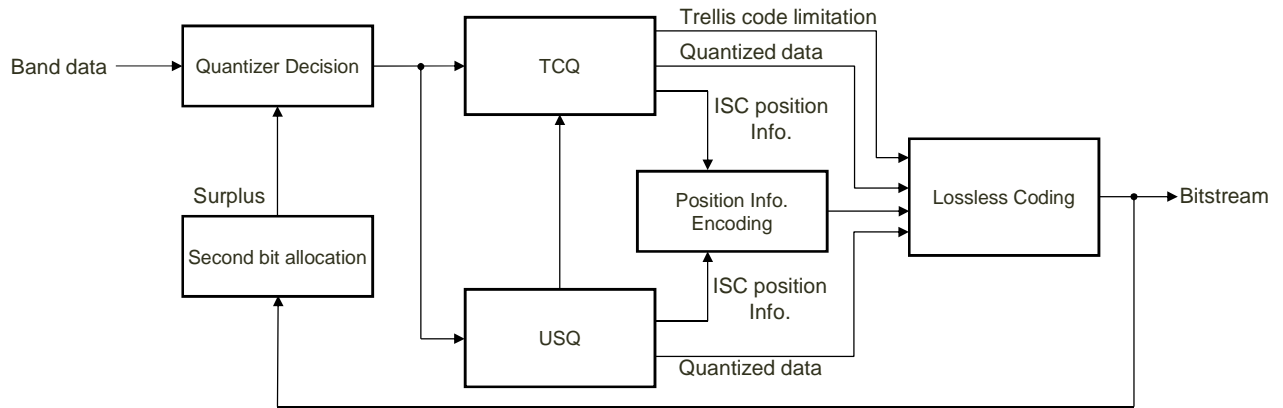 Trellis code limitation
Quantized data
Band data
Quantizer Decision
TCQ
ISC position
Info.
Surplus
Position Info.
Encoding
Lossless Coding
Bitstream
Second bit allocation
ISC position
Info.
USQ
Quantized data